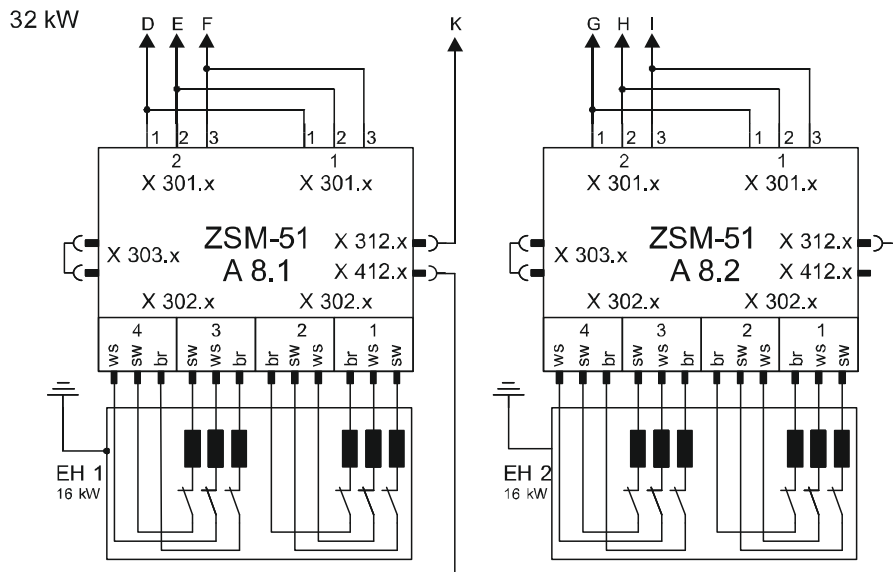 32 kW
D E F K G H I
1 2 3 1 2 3 1 2 3 1 2 3
2 1 2 1
X 301.x X 301.x X 301.x X 301.x
ZSM-51 X 312.x ZSM-51 X 312.x
X 303.x X 303.x
A 8.1 X 412.x A 8.2 X 412.x
X 302.x X 302.x X 302.x X 302.x
4 3 2 1 4 3 2 1
ws sw br sw ws br br sw ws br ws sw ws sw br sw ws br br sw ws br ws sw
EH 1 EH 2
16 kW 16 kW